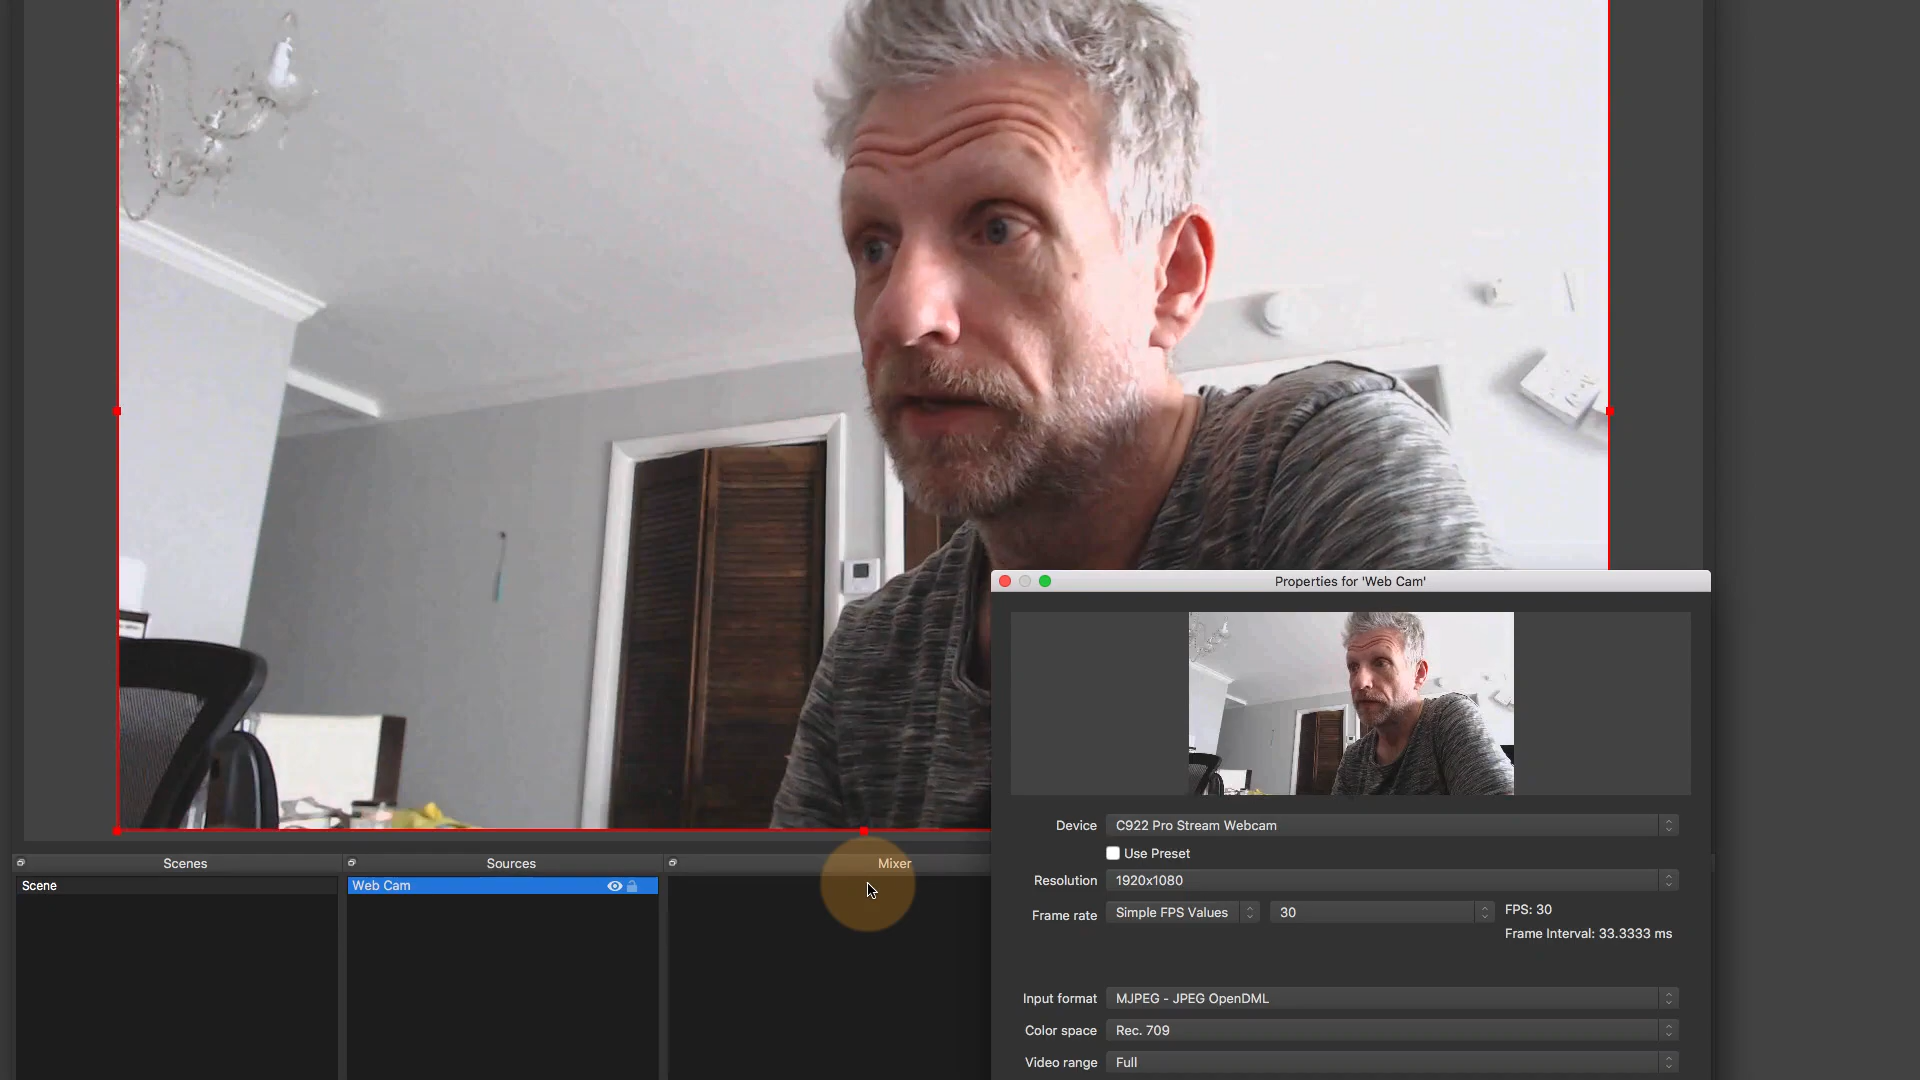 Properties for 'Web Cam'
Device C922 Pro Stream Webcam
Use Preset
Resolution 1920x1080
Frame rate Simple FPS Values 30 FPS: 30
Frame Interval: 33.3333 ms
Input format MJPEG - JPEG OpenDML
Color space Rec. 709
Video range Full
Scenes Sources Mixer
Scene Web Cam